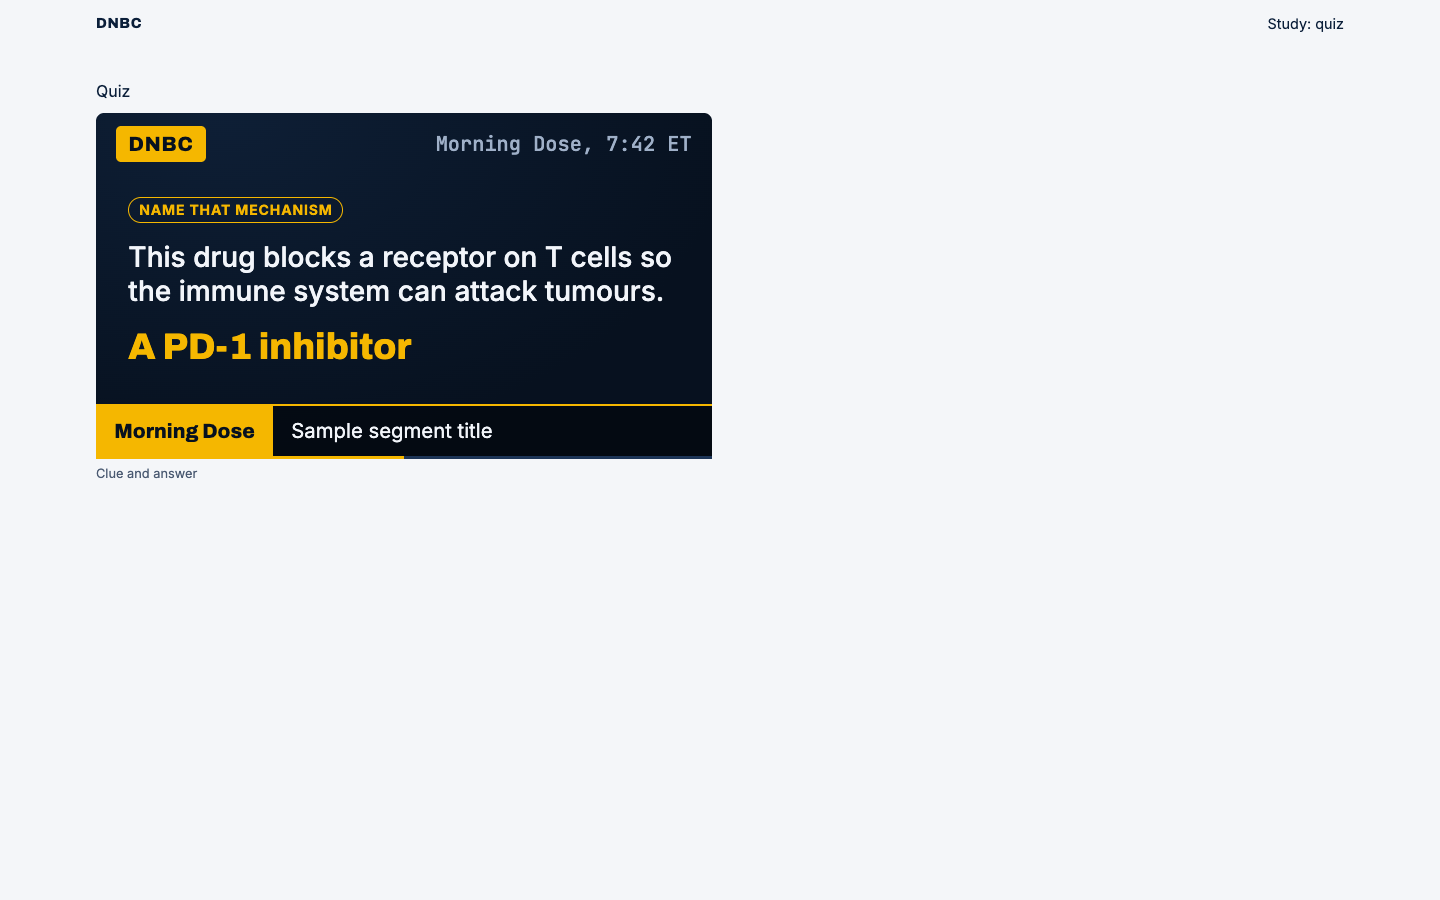 DNBC
Study: quiz
Quiz
DNBC
Morning Dose, 7:42 ET
NAME THAT MECHANISM
This drug blocks a receptor on T cells so
the immune system can attack tumours.
A PD-1 inhibitor
Morning Dose
Sample segment title
Clue and answer